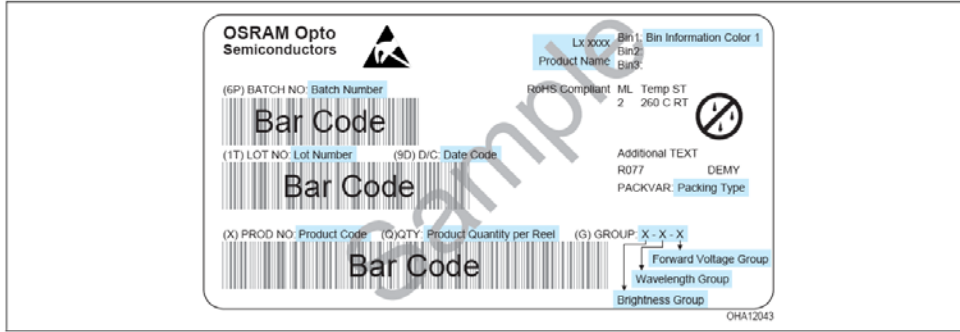 OSRAM Opto
Semiconductors
Lx xxxx
Product Name
Bin1: Bin Information Color 1
Bin2:
Bin3:
(6P) BATCH NO: Batch Number
Bar Code
RoHS Compliant
ML Temp ST
2 260 C RT
(1T) LOT NO: Lot Number (9D) D/C: Date Code
Bar Code
Additional TEXT
R077 DEMY
PACKVAR: Packing Type
(X) PROD NO: Product Code (Q)QTY: Product Quantity per Reel (G) GROUP: X - X - X
Bar Code
Forward Voltage Group
Wavelength Group
Brightness Group
Sample
OHA12043